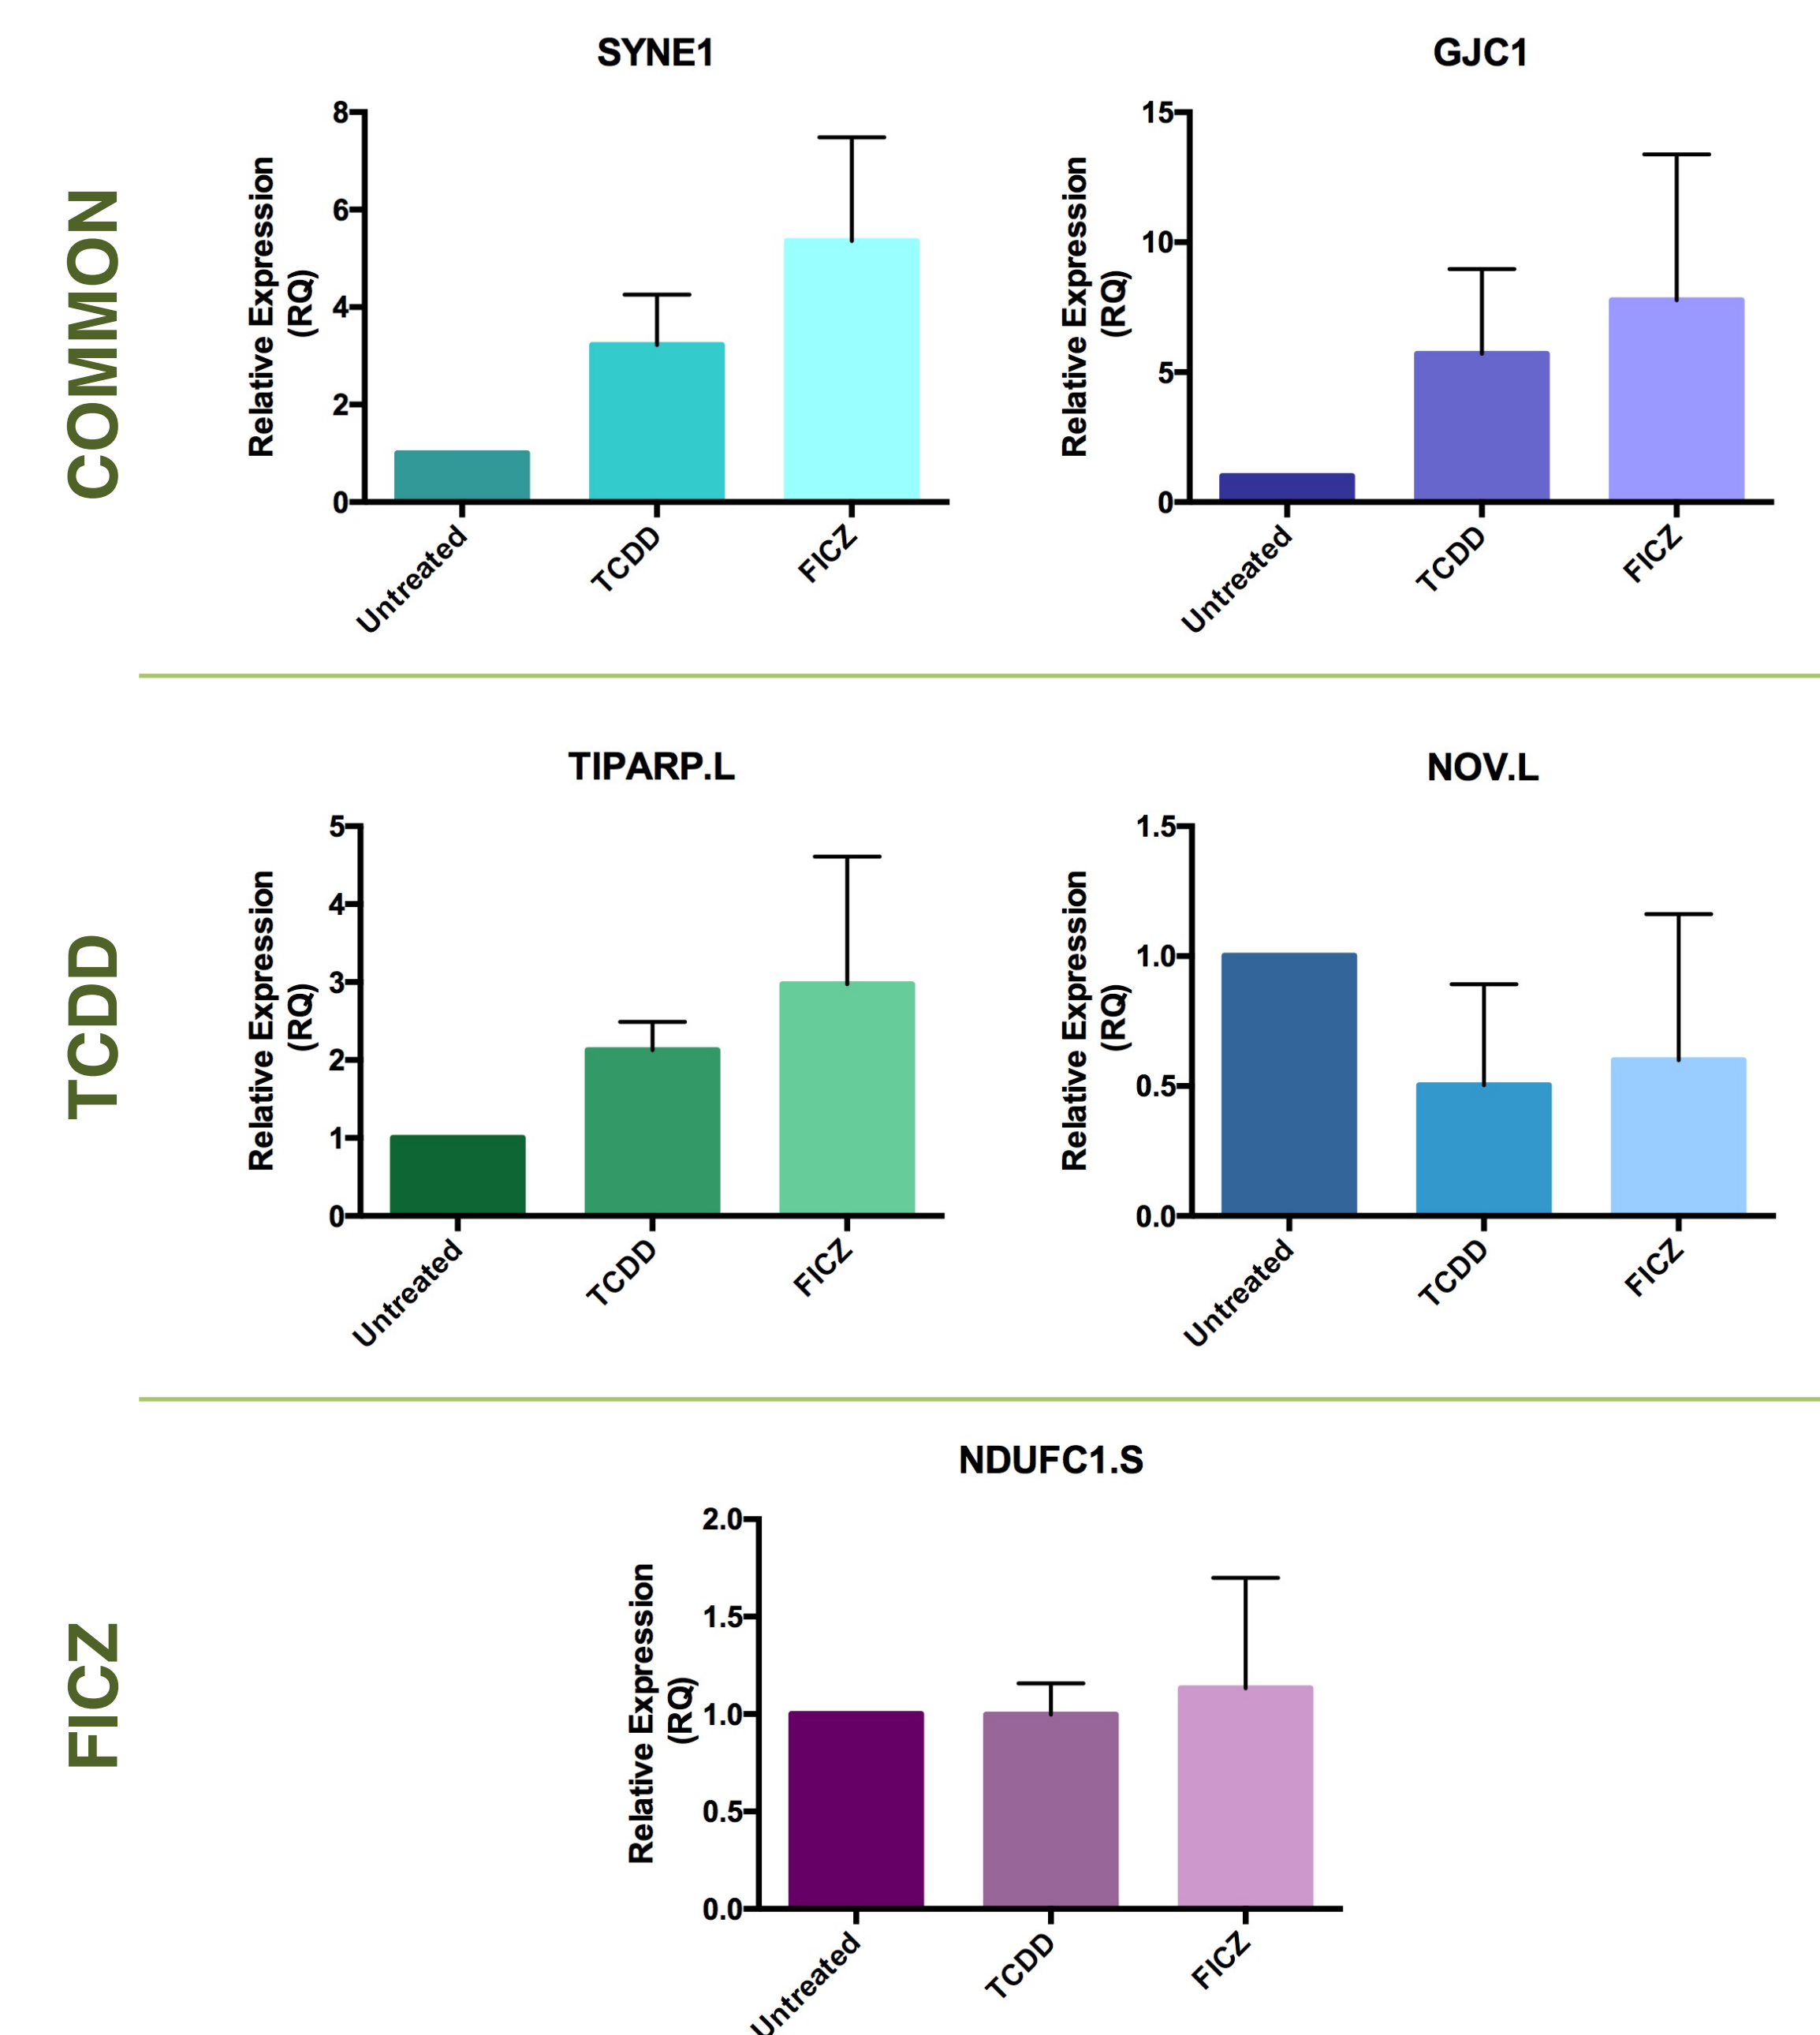 COMMON
SYNE1
Relative Expression
(RQ)
8
6
4
2
0
Untreated
TCDD
FICZ
GJC1
Relative Expression
(RQ)
15
10
5
0
Untreated
TCDD
FICZ
TCDD
TIPARP.L
Relative Expression
(RQ)
5
4
3
2
1
0
Untreated
TCDD
FICZ
NOV.L
Relative Expression
(RQ)
1.5
1.0
0.5
0.0
Untreated
TCDD
FICZ
FICZ
NDUFC1.S
Relative Expression
(RQ)
2.0
1.5
1.0
0.5
0.0
Untreated
TCDD
FICZ